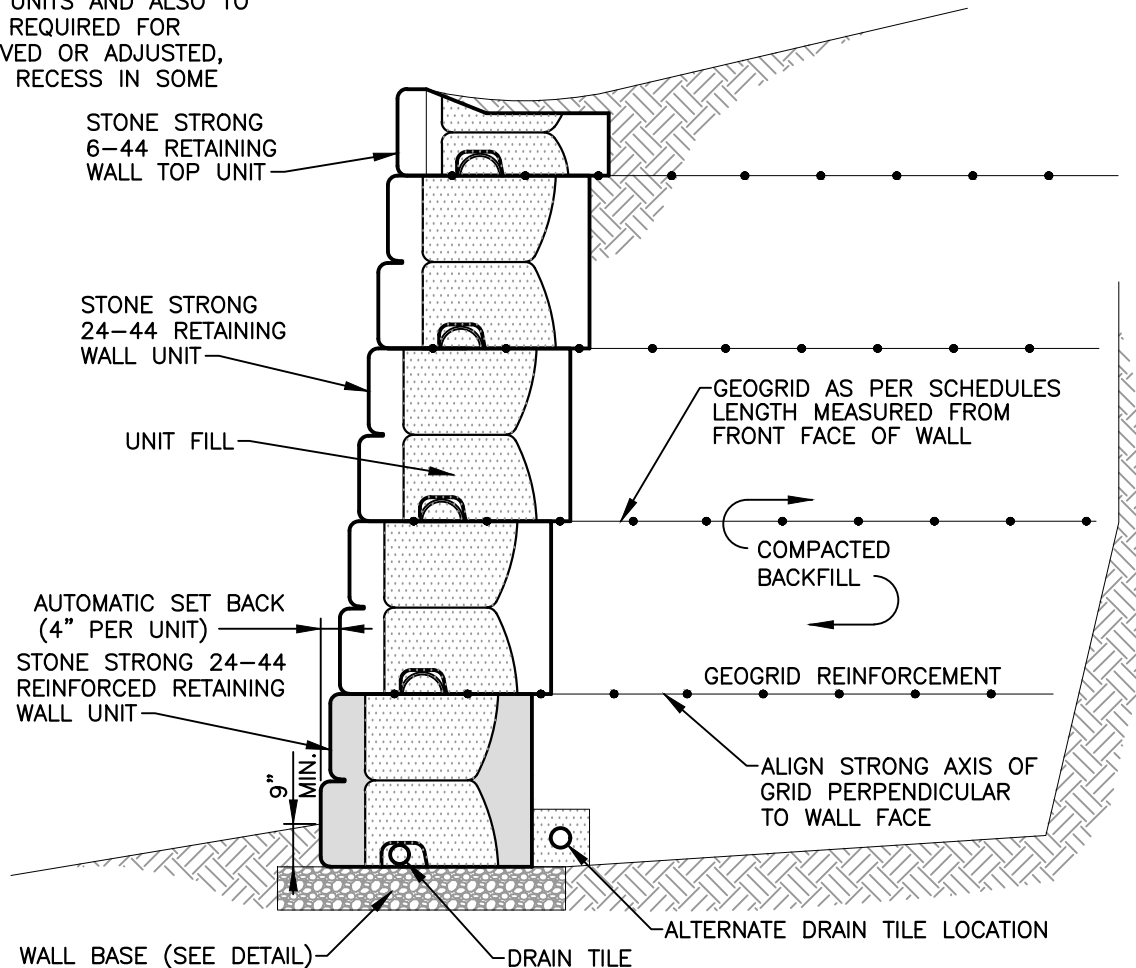 UNITS AND ALSO TO
REQUIRED FOR
VED OR ADJUSTED,
RECESS IN SOME
STONE STRONG
6-44 RETAINING
WALL TOP UNIT
STONE STRONG
24-44 RETAINING
WALL UNIT
UNIT FILL
GEOGRID AS PER SCHEDULES
LENGTH MEASURED FROM
FRONT FACE OF WALL
COMPACTED
BACKFILL
AUTOMATIC SET BACK
(4" PER UNIT)
STONE STRONG 24-44
REINFORCED RETAINING
WALL UNIT
GEOGRID REINFORCEMENT
9"
MIN.
ALIGN STRONG AXIS OF
GRID PERPENDICULAR
TO WALL FACE
ALTERNATE DRAIN TILE LOCATION
WALL BASE (SEE DETAIL)
DRAIN TILE